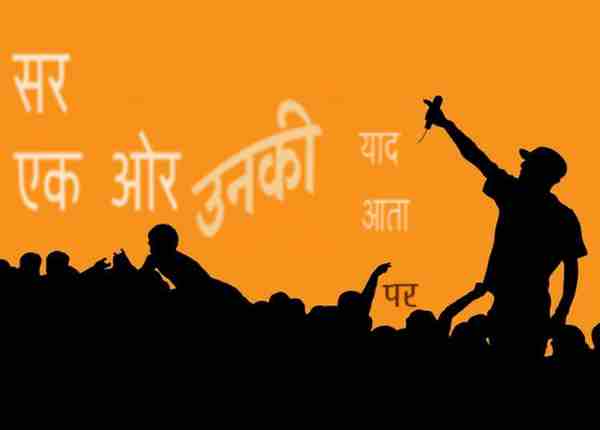 सर
एक ओर उनकी याद
आता
पर